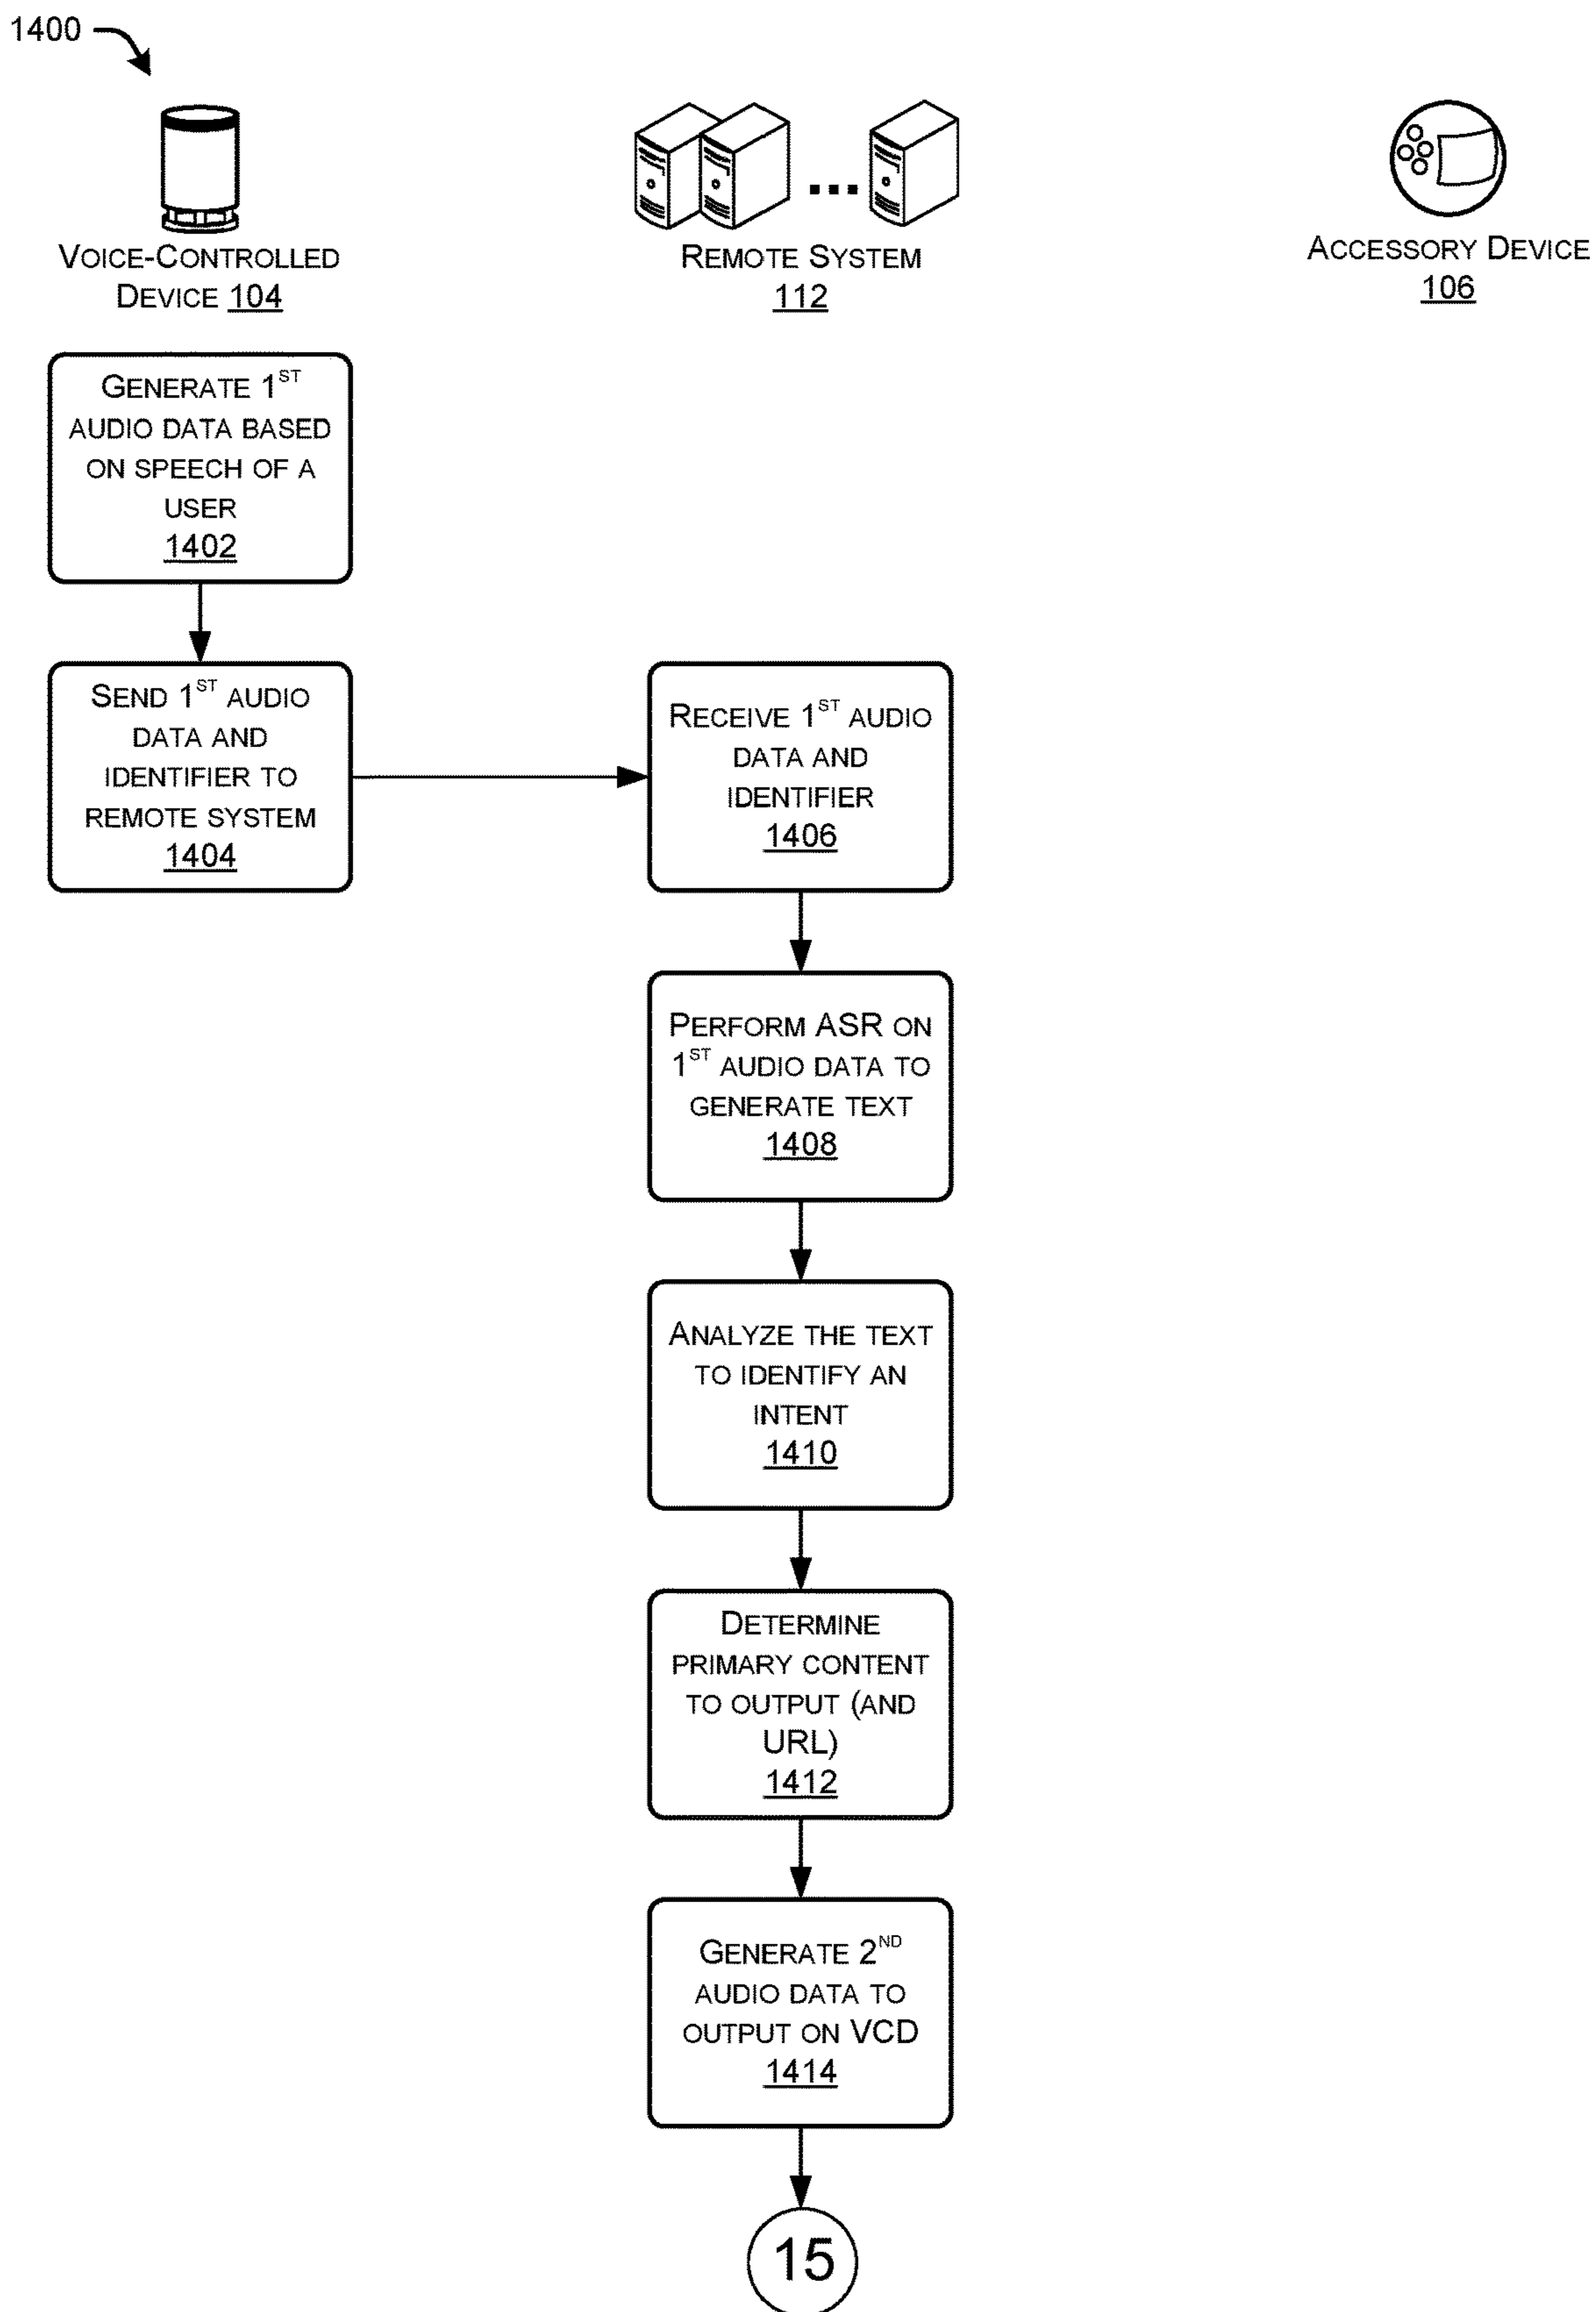 1400
VOICE-CONTROLLED
DEVICE 104
REMOTE SYSTEM
112
ACCESSORY DEVICE
106
GENERATE 1ST
AUDIO DATA BASED
ON SPEECH OF A
USER
1402
SEND 1ST AUDIO
DATA AND
IDENTIFIER TO
REMOTE SYSTEM
1404
RECEIVE 1ST AUDIO
DATA AND
IDENTIFIER
1406
PERFORM ASR ON
1ST AUDIO DATA TO
GENERATE TEXT
1408
ANALYZE THE TEXT
TO IDENTIFY AN
INTENT
1410
DETERMINE
PRIMARY CONTENT
TO OUTPUT (AND
URL)
1412
GENERATE 2ND
AUDIO DATA TO
OUTPUT ON VCD
1414
15